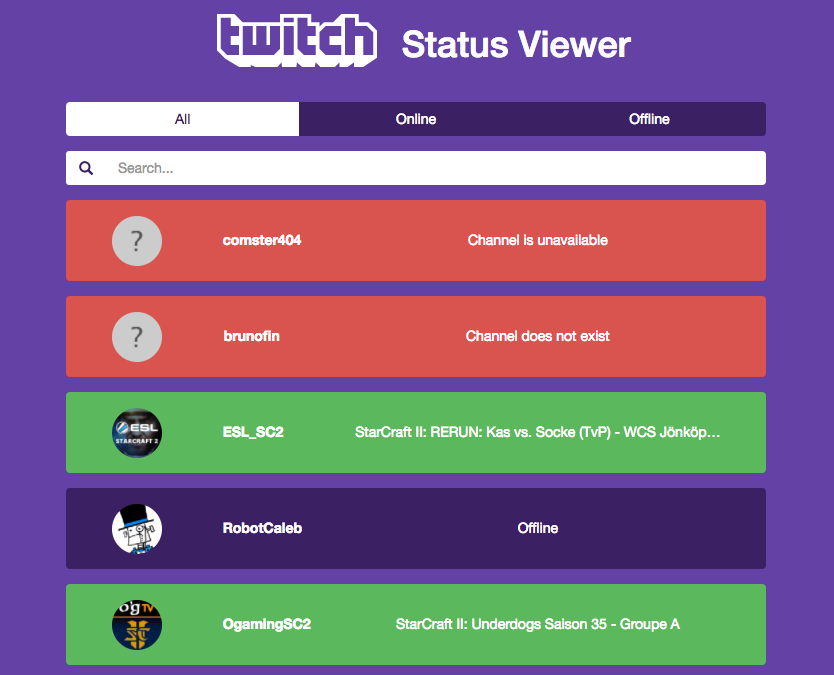 twitch Status Viewer
All Online Offline
Search...
? comster404 Channel is unavailable
? brunofin Channel does not exist
ESL
STARCRAFT 2
ESL_SC2 StarCraft II: RERUN: Kas vs. Socke (TvP) - WCS Jönköp...
RobotCaleb Offline
og TV
OgamingSC2 StarCraft II: Underdogs Saison 35 - Groupe A